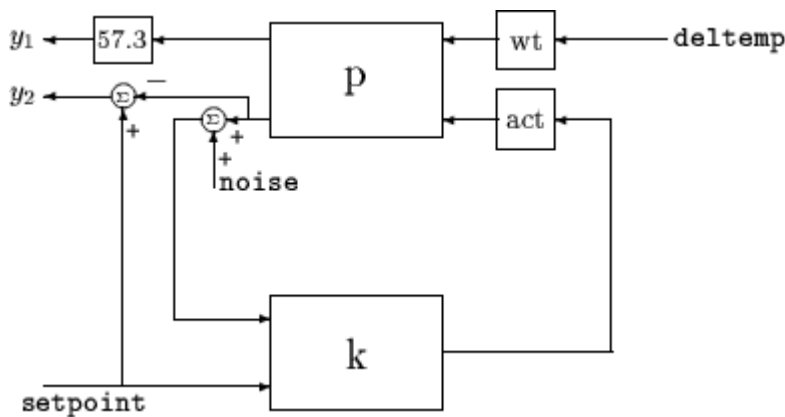 y₁
57.3
p
wt
deltemp
y₂
Σ
−
Σ
+
act
+
+
noise
k
setpoint